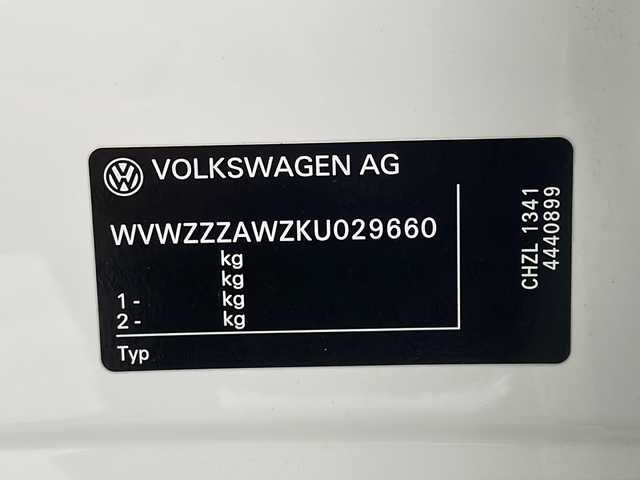 VOLKSWAGEN AG
WVWZZZAWZKU029660
kg
kg
1 - kg
2 - kg
Typ
CHZL 1341
4440899